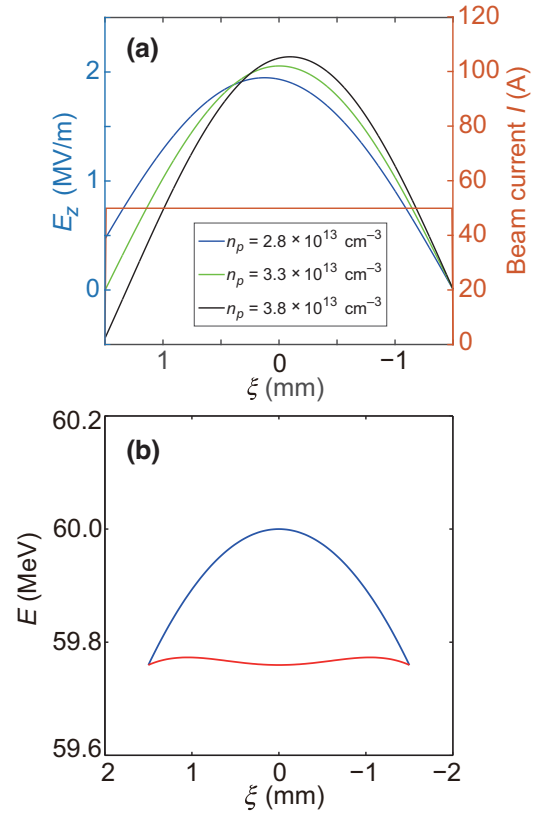 (a)
120
100
80
60
40
20
0
Beam current I (A)
2
1
0
E_z (MV/m)
n_p = 2.8 × 10^13 cm^−3
n_p = 3.3 × 10^13 cm^−3
n_p = 3.8 × 10^13 cm^−3
1 0 −1
ξ (mm)
(b)
60.2
60.0
59.8
59.6
E (MeV)
2 1 0 −1 −2
ξ (mm)